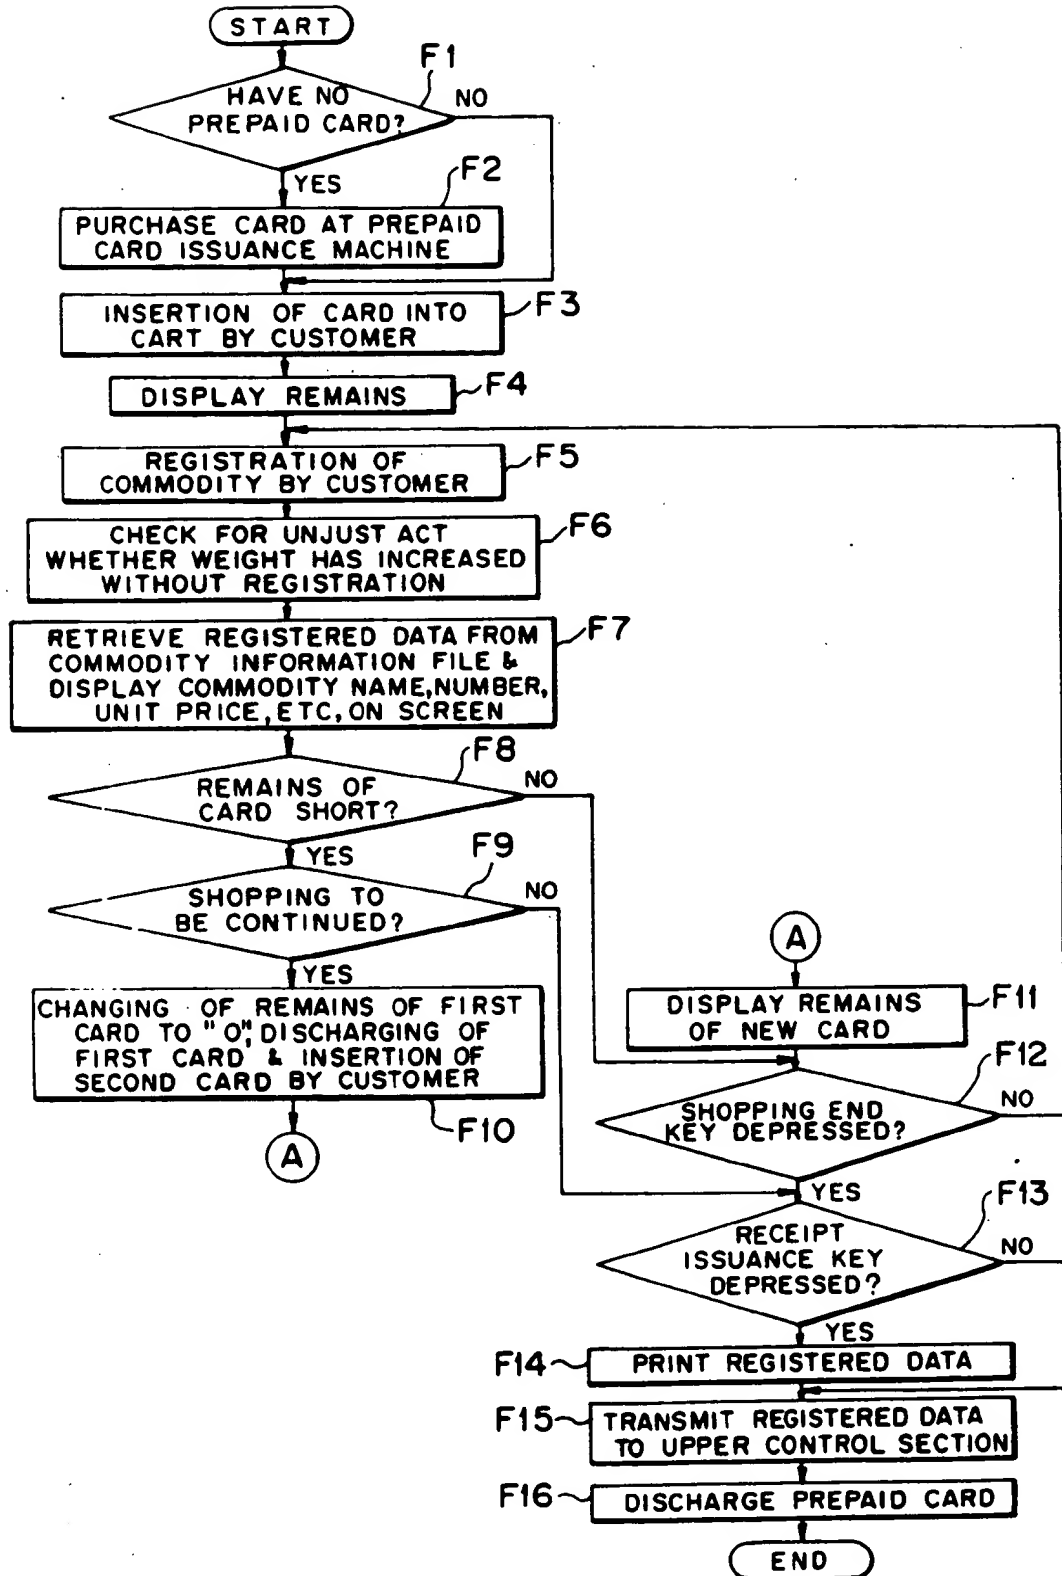 START
F1
HAVE NO
PREPAID CARD?
NO
YES
F2
PURCHASE CARD AT PREPAID
CARD ISSUANCE MACHINE
INSERTION OF CARD INTO
CART BY CUSTOMER
F3
DISPLAY REMAINS
F4
REGISTRATION OF
COMMODITY BY CUSTOMER
F5
CHECK FOR UNJUST ACT
WHETHER WEIGHT HAS INCREASED
WITHOUT REGISTRATION
F6
RETRIEVE REGISTERED DATA FROM
COMMODITY INFORMATION FILE &
DISPLAY COMMODITY NAME, NUMBER,
UNIT PRICE, ETC, ON SCREEN
F7
F8
REMAINS OF
CARD SHORT?
NO
YES
F9
SHOPPING TO
BE CONTINUED?
NO
YES
CHANGING OF REMAINS OF FIRST
CARD TO "0", DISCHARGING OF
FIRST CARD & INSERTION OF
SECOND CARD BY CUSTOMER
F10
A
A
DISPLAY REMAINS
OF NEW CARD
F11
F12
SHOPPING END
KEY DEPRESSED?
NO
YES
F13
RECEIPT
ISSUANCE KEY
DEPRESSED?
NO
YES
F14
PRINT REGISTERED DATA
F15
TRANSMIT REGISTERED DATA
TO UPPER CONTROL SECTION
F16
DISCHARGE PREPAID CARD
END